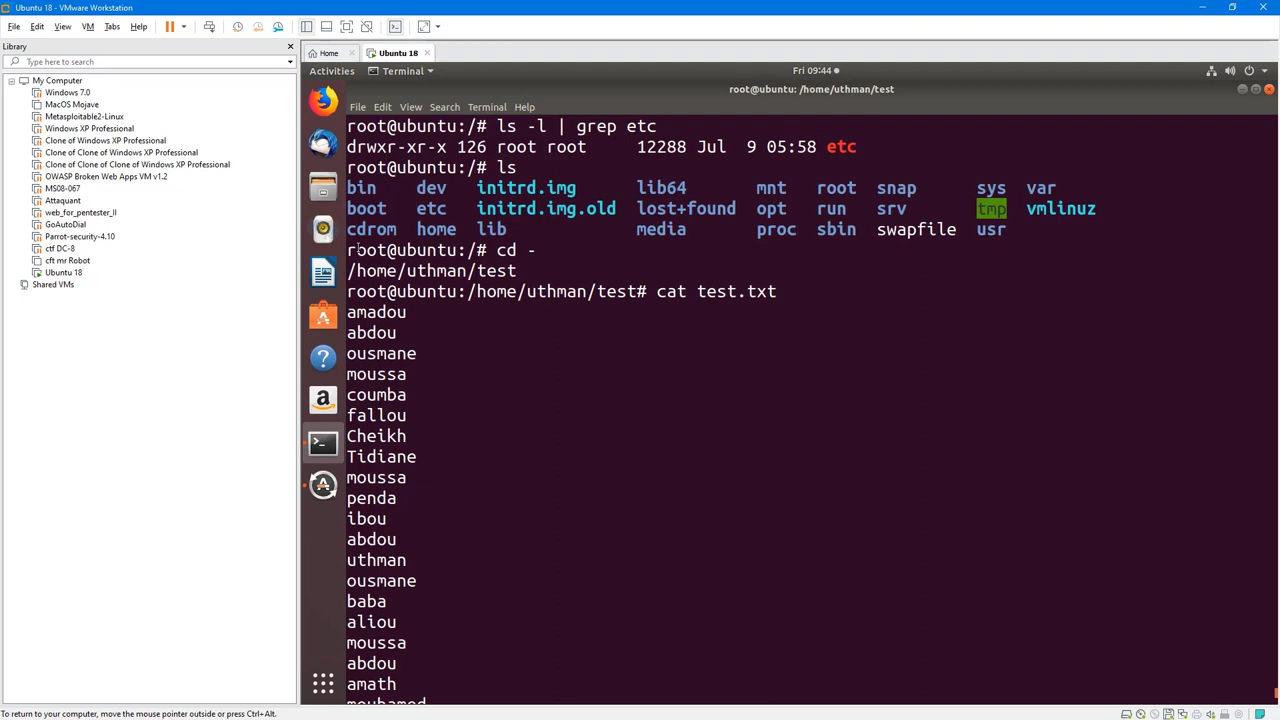 Ubuntu 18 - VMware Workstation
File Edit View VM Tabs Help
Library
Type here to search
My Computer
Windows 7.0
MacOS Mojave
Metasploitable2-Linux
Windows XP Professional
Clone of Windows XP Professional
Clone of Clone of Windows XP Professional
Clone of Clone of Clone of Windows XP Professional
OWASP Broken Web Apps VM v1.2
MS08-067
Attaquant
web_for_pentester_II
GoAutoDial
Parrot-security-4.10
ctf DC-8
cft mr Robot
Ubuntu 18
Shared VMs
Home Ubuntu 18
Activities Terminal Fri 09:44
root@ubuntu: /home/uthman/test
File Edit View Search Terminal Help
root@ubuntu:/# ls -l | grep etc
drwxr-xr-x 126 root root 12288 Jul 9 05:58 etc
root@ubuntu:/# ls
bin dev initrd.img lib64 mnt root snap sys var
boot etc initrd.img.old lost+found opt run srv tmp vmlinuz
cdrom home lib media proc sbin swapfile usr
root@ubuntu:/# cd -
/home/uthman/test
root@ubuntu:/home/uthman/test# cat test.txt
amadou
abdou
ousmane
moussa
coumba
fallou
Cheikh
Tidiane
moussa
penda
ibou
abdou
uthman
ousmane
baba
aliou
moussa
abdou
amath
mouhamed
To return to your computer, move the mouse pointer outside or press Ctrl+Alt.